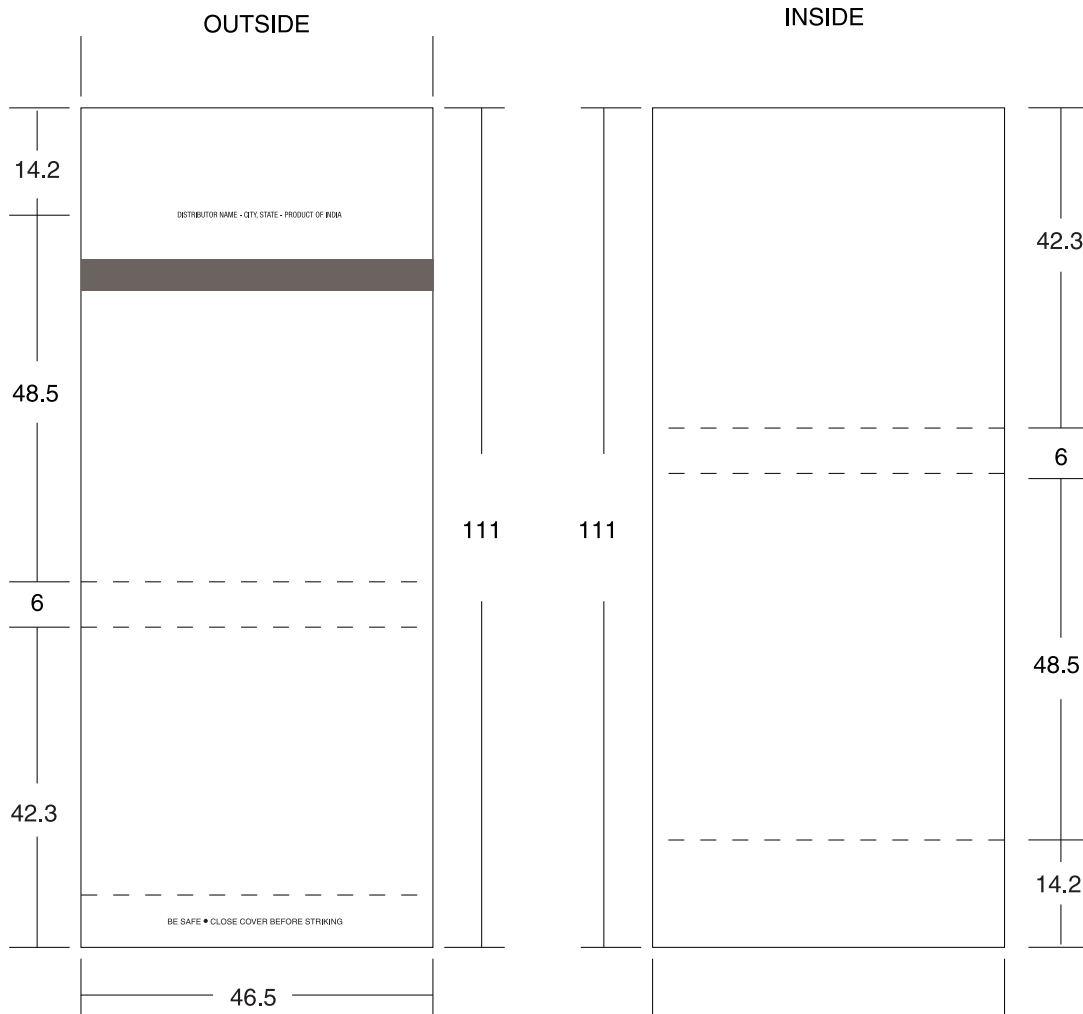 OUTSIDE
INSIDE
14.2
DISTRIBUTOR NAME - CITY, STATE - PRODUCT OF INDIA
42.3
48.5
6
111
111
6
48.5
42.3
14.2
BE SAFE ● CLOSE COVER BEFORE STRIKING
46.5